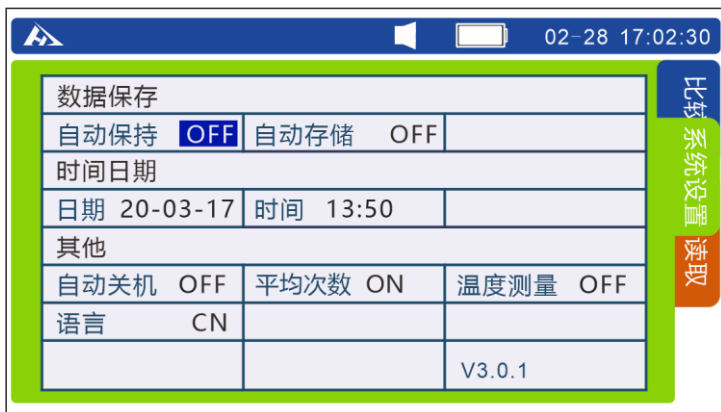 02-28 17:02:30
数据保存
自动保持 OFF 自动存储 OFF
时间日期
日期 20-03-17 时间 13:50
其他
自动关机 OFF 平均次数 ON 温度测量 OFF
语言 CN
V3.0.1
比较
系统设置
读取